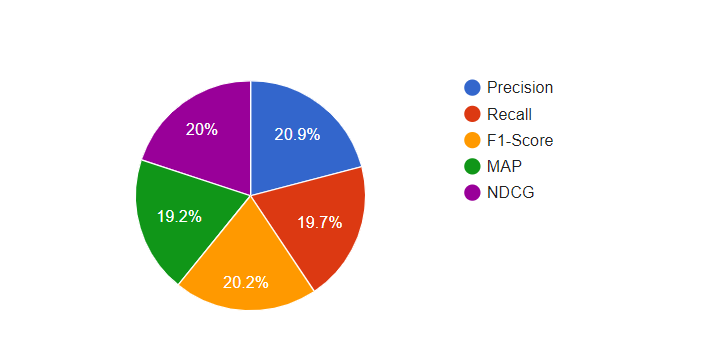 Precision
Recall
F1-Score
MAP
NDCG
20.9%
19.7%
20.2%
19.2%
20%